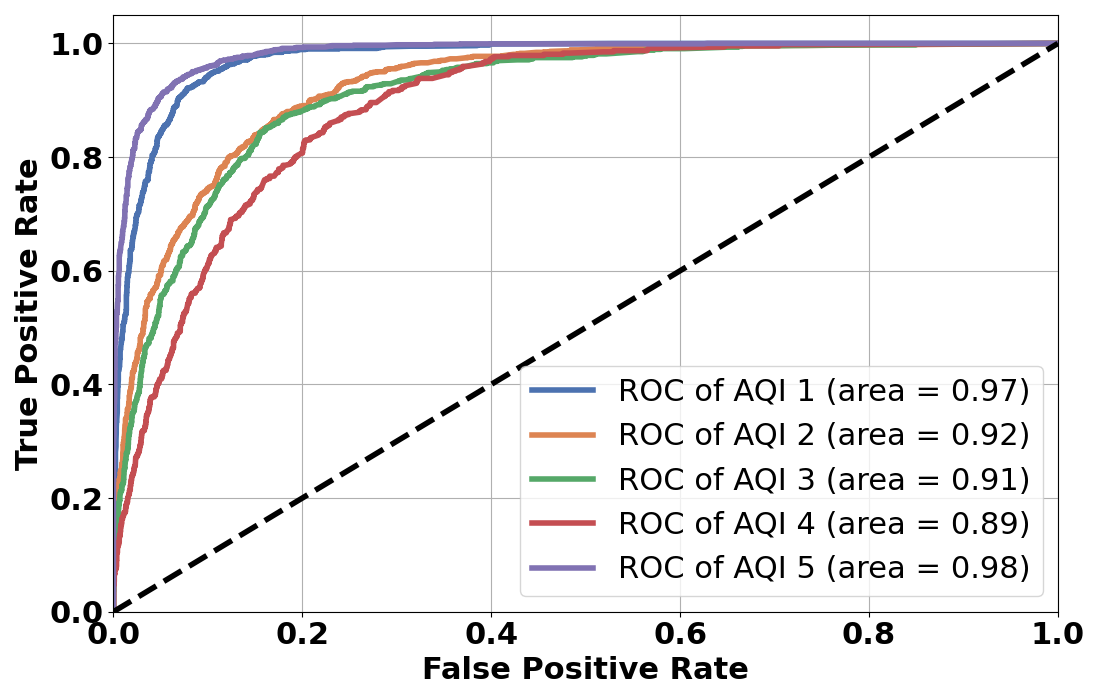 True Positive Rate
1.0
0.8
0.6
0.4
0.2
0.0
0.0 0.2 0.4 0.6 0.8 1.0
False Positive Rate
ROC of AQI 1 (area = 0.97)
ROC of AQI 2 (area = 0.92)
ROC of AQI 3 (area = 0.91)
ROC of AQI 4 (area = 0.89)
ROC of AQI 5 (area = 0.98)